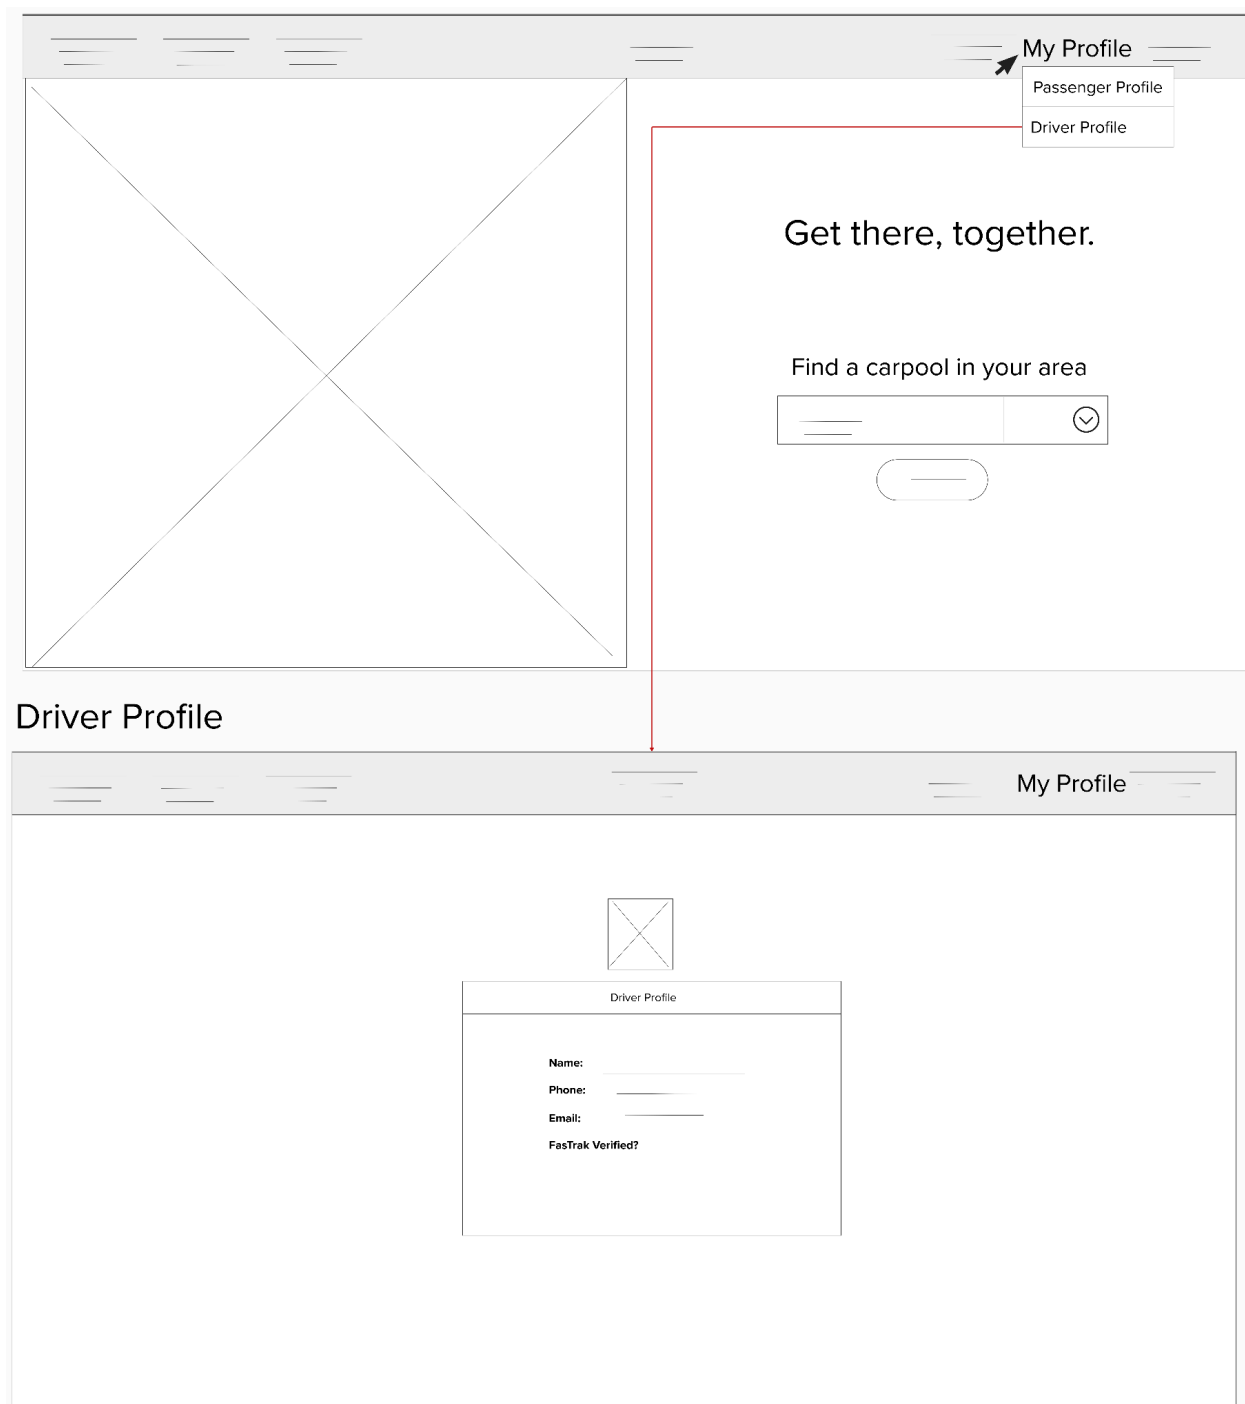 My Profile
Passenger Profile
Driver Profile
Get there, together.
Find a carpool in your area
Driver Profile
My Profile
Driver Profile
Name:
Phone:
Email:
FasTrak Verified?